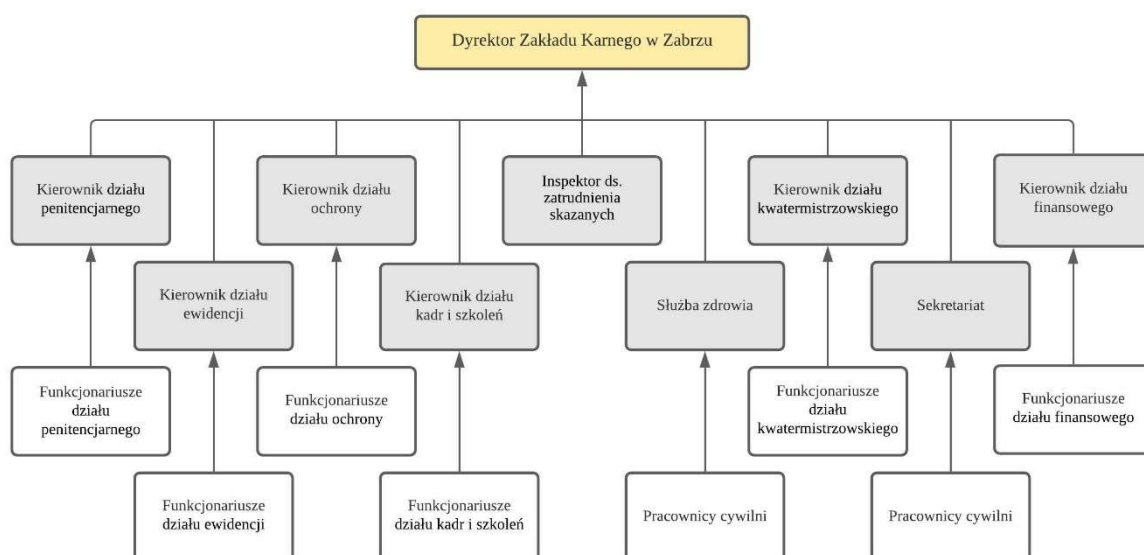 Dyrektor Zakładu Karnego w Zabrzu
Kierownik działu
penitencjarnego
Kierownik działu
ochrony
Inspektor ds.
zatrudnienia
skazanych
Kierownik działu
kwatermistrzowskiego
Kierownik działu
finansowego
Kierownik działu
ewidencji
Kierownik działu
kadr i szkoleń
Służba zdrowia
Sekretariat
Funkcjonariusze
działu
penitencjarnego
Funkcjonariusze
działu ochrony
Funkcjonariusze
działu
kwatermistrzowskiego
Funkcjonariusze
działu finansowego
Funkcjonariusze
działu ewidencji
Funkcjonariusze
działu kadr i szkoleń
Pracownicy cywilni
Pracownicy cywilni